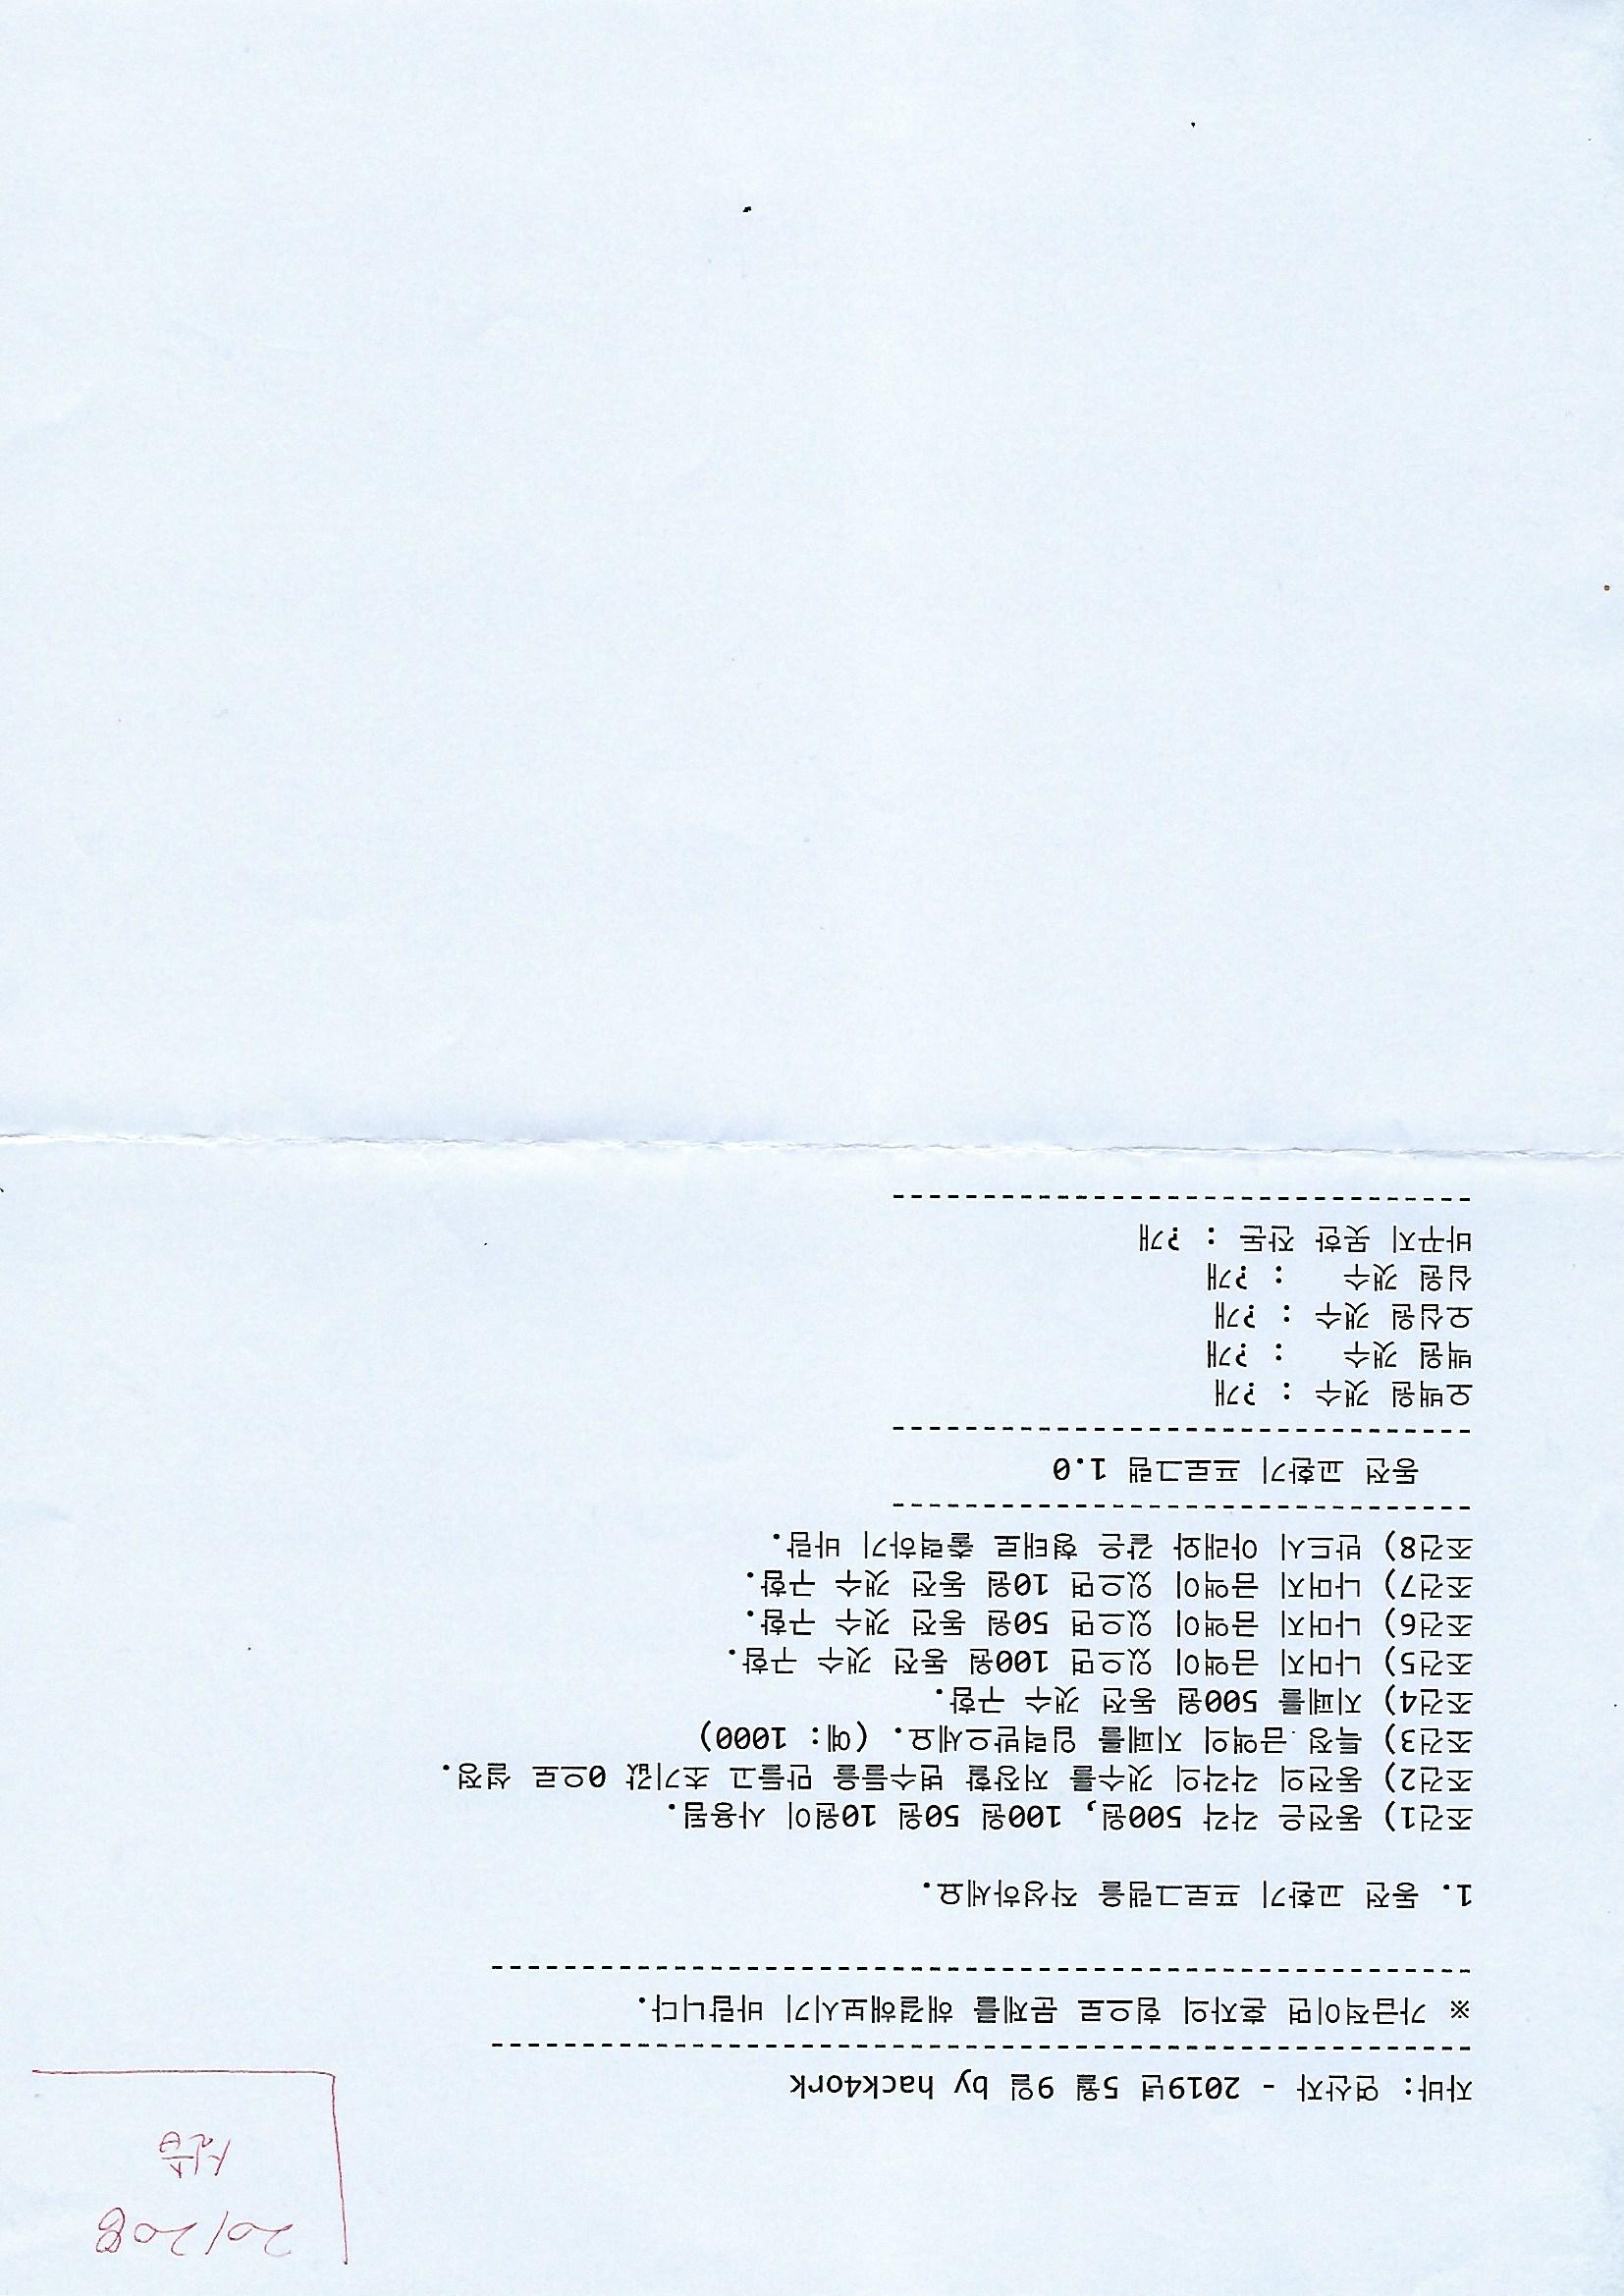 201208
실습
자바: 연산자 - 2019년 5월 9일 by hack4ork
------------------------------------------------------
※ 가급적이면 혼자의 힘으로 문제를 해결해보시기 바랍니다.
------------------------------------------------------
1. 동전 교환기 프로그램을 작성하세요.
조건1) 동전은 각각 500원, 100원 50원 10원이 사용됨.
조건2) 동전의 각각의 갯수를 저장할 변수들을 만들고 초기값 0으로 설정.
조건3) 특정 금액의 지폐를 입력받으세요. (예: 1000)
조건4) 지폐를 500원 동전 갯수 구함.
조건5) 나머지 금액이 있으면 100원 동전 갯수 구함.
조건6) 나머지 금액이 있으면 50원 동전 갯수 구함.
조건7) 나머지 금액이 있으면 10원 동전 갯수 구함.
조건8) 반드시 아래와 같은 형태로 출력하기 바람.
--------------------------------
동전 교환기 프로그램 1.0
--------------------------------
오백원 갯수 : ?개
백원 갯수   : ?개
오십원 갯수 : ?개
십원 갯수   : ?개
바꾸지 못한 잔돈 : ?개
--------------------------------